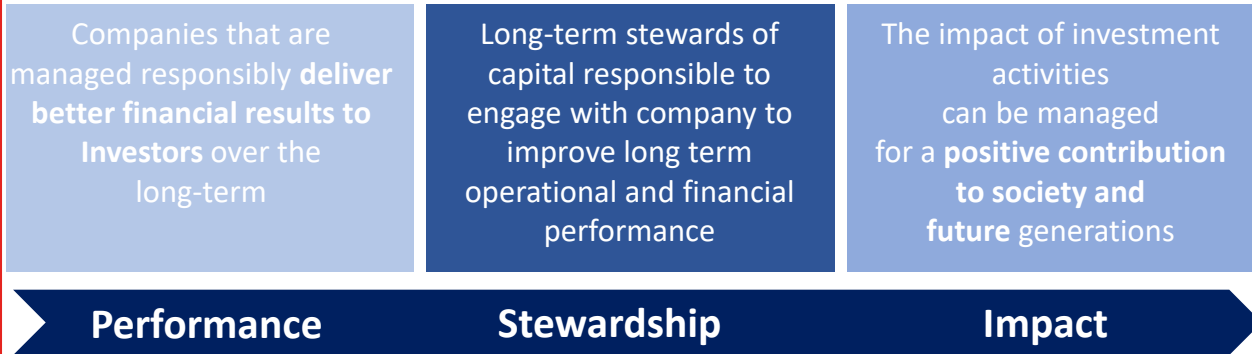 Companies that are
managed responsibly deliver
better financial results to
Investors over the
long-term
Long-term stewards of
capital responsible to
engage with company to
improve long term
operational and financial
performance
The impact of investment
activities
can be managed
for a positive contribution
to society and
future generations
Performance
Stewardship
Impact